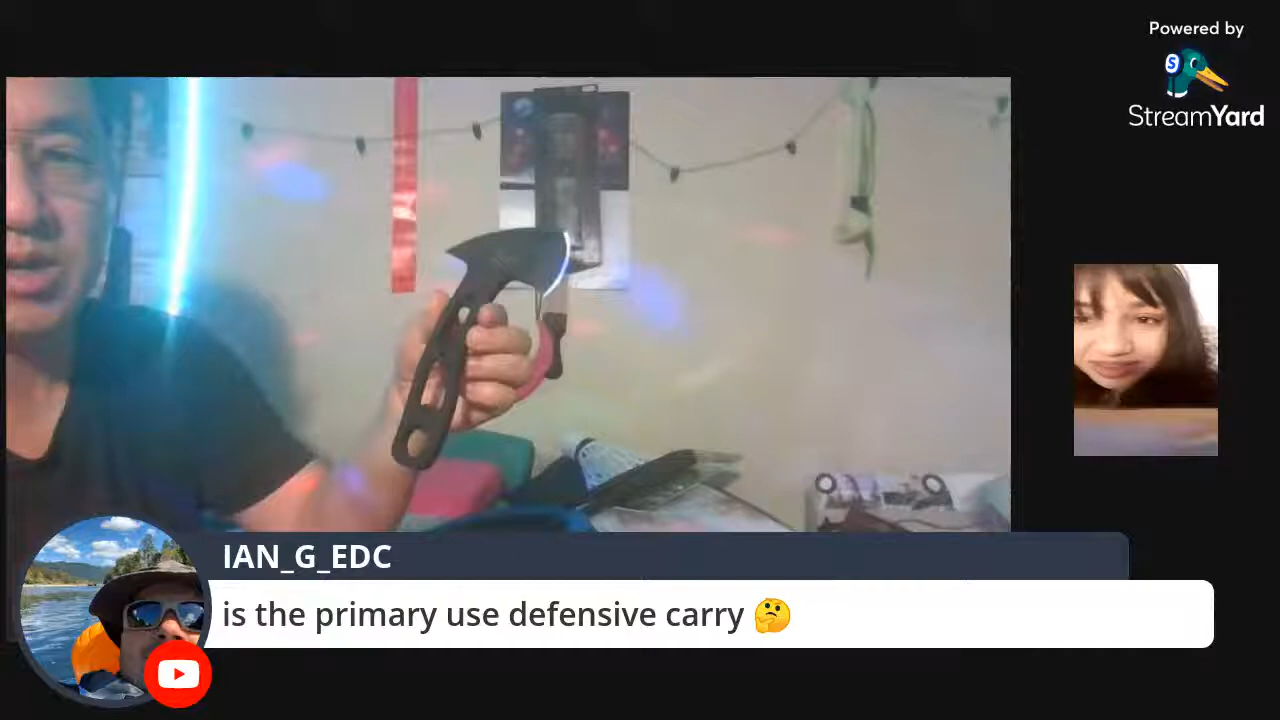 Powered by
StreamYard
IAN_G_EDC
is the primary use defensive carry 🤔